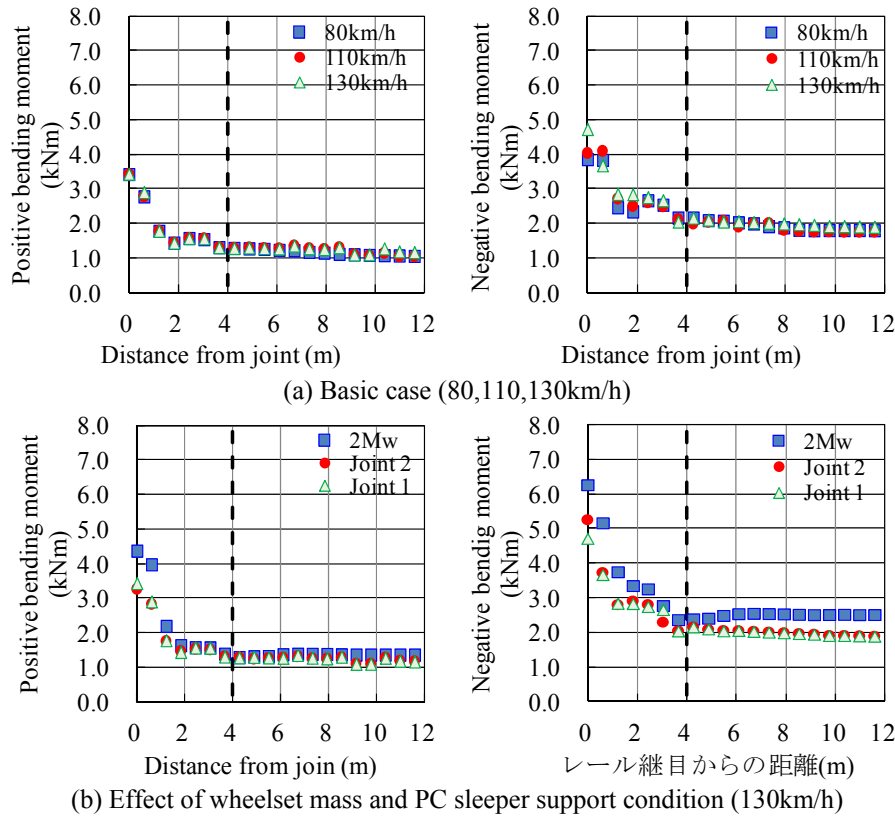 Positive bending moment
(kNm)
8.0
7.0
6.0
5.0
4.0
3.0
2.0
1.0
0.0
80km/h
110km/h
130km/h
0 2 4 6 8 10 12
Distance from joint (m)
Negative bending moment
(kNm)
8.0
7.0
6.0
5.0
4.0
3.0
2.0
1.0
0.0
80km/h
110km/h
130km/h
0 2 4 6 8 10 12
Distance from joint (m)
(a) Basic case (80,110,130km/h)
Positive bending moment
(kNm)
8.0
7.0
6.0
5.0
4.0
3.0
2.0
1.0
0.0
2Mw
Joint 2
Joint 1
0 2 4 6 8 10 12
Distance from join (m)
Negative bendig moment
(kNm)
8.0
7.0
6.0
5.0
4.0
3.0
2.0
1.0
0.0
2Mw
Joint 2
Joint 1
0 2 4 6 8 10 12
レール継目からの距離(m)
(b) Effect of wheelset mass and PC sleeper support condition (130km/h)